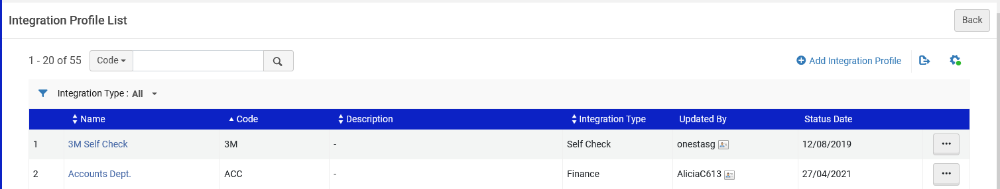 Integration Profile List
Back
1 - 20 of 55 Code Add Integration Profile
Integration Type : All
Name Code Description Integration Type Updated By Status Date
1 3M Self Check 3M - Self Check onestasg 12/08/2019 ...
2 Accounts Dept. ACC - Finance AliciaC613 27/04/2021 ...